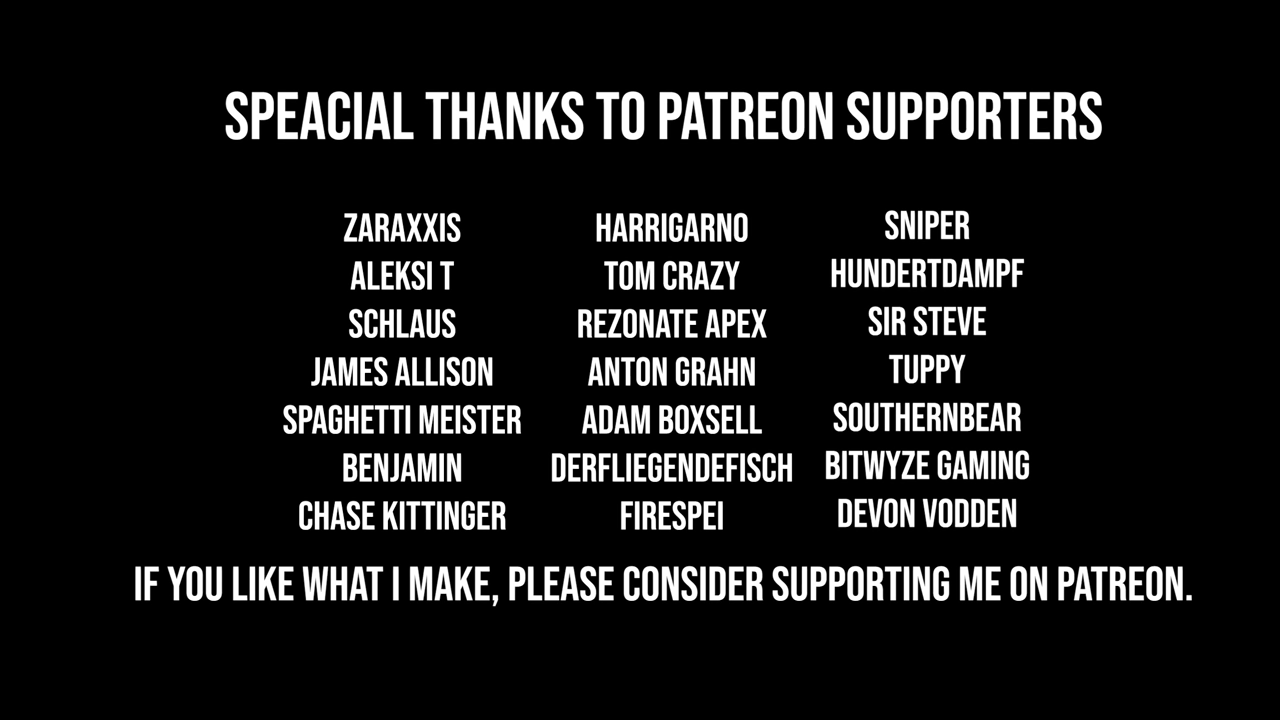 SPEACIAL THANKS TO PATREON SUPPORTERS
ZARAXXIS
ALEKSI T
SCHLAUS
JAMES ALLISON
SPAGHETTI MEISTER
BENJAMIN
CHASE KITTINGER
HARRIGARNO
TOM CRAZY
REZONATE APEX
ANTON GRAHN
ADAM BOXSELL
DERFLIEGENDEFISCH
FIRESPEI
SNIPER
HUNDERTDAMPF
SIR STEVE
TUPPY
SOUTHERNBEAR
BITWYZE GAMING
DEVON VODDEN
IF YOU LIKE WHAT I MAKE, PLEASE CONSIDER SUPPORTING ME ON PATREON.